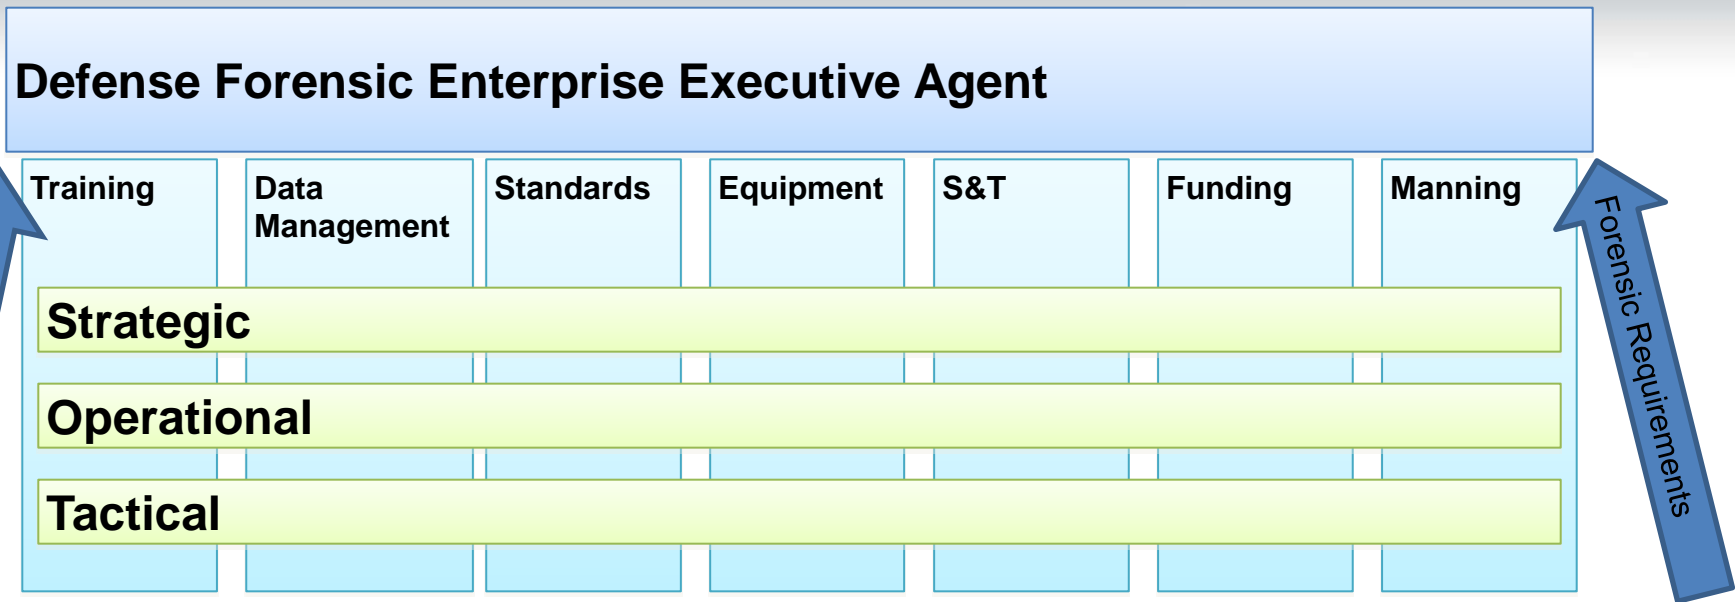 Defense Forensic Enterprise Executive Agent
Training
Data
Management
Standards
Equipment
S&T
Funding
Manning
Strategic
Operational
Tactical
Forensic Requirements